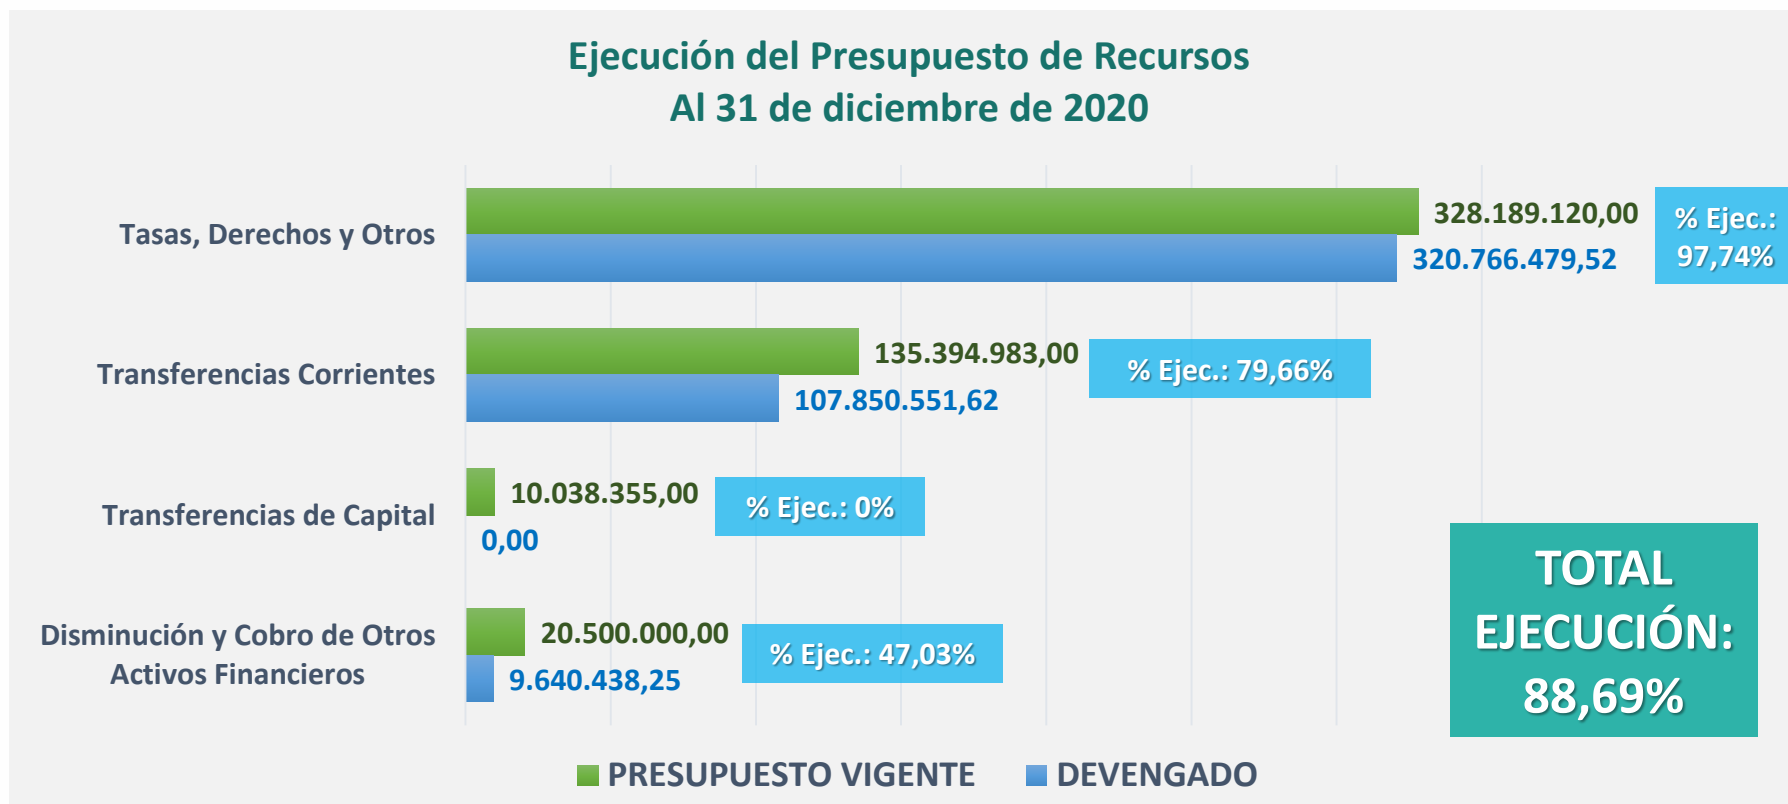 Ejecución del Presupuesto de Recursos
Al 31 de diciembre de 2020
Tasas, Derechos y Otros
328.189.120,00
320.766.479,52
% Ejec.:
97,74%
Transferencias Corrientes
135.394.983,00
107.850.551,62
% Ejec.: 79,66%
Transferencias de Capital
10.038.355,00
0,00
% Ejec.: 0%
Disminución y Cobro de Otros
Activos Financieros
20.500.000,00
9.640.438,25
% Ejec.: 47,03%
TOTAL
EJECUCIÓN:
88,69%
PRESUPUESTO VIGENTE
DEVENGADO